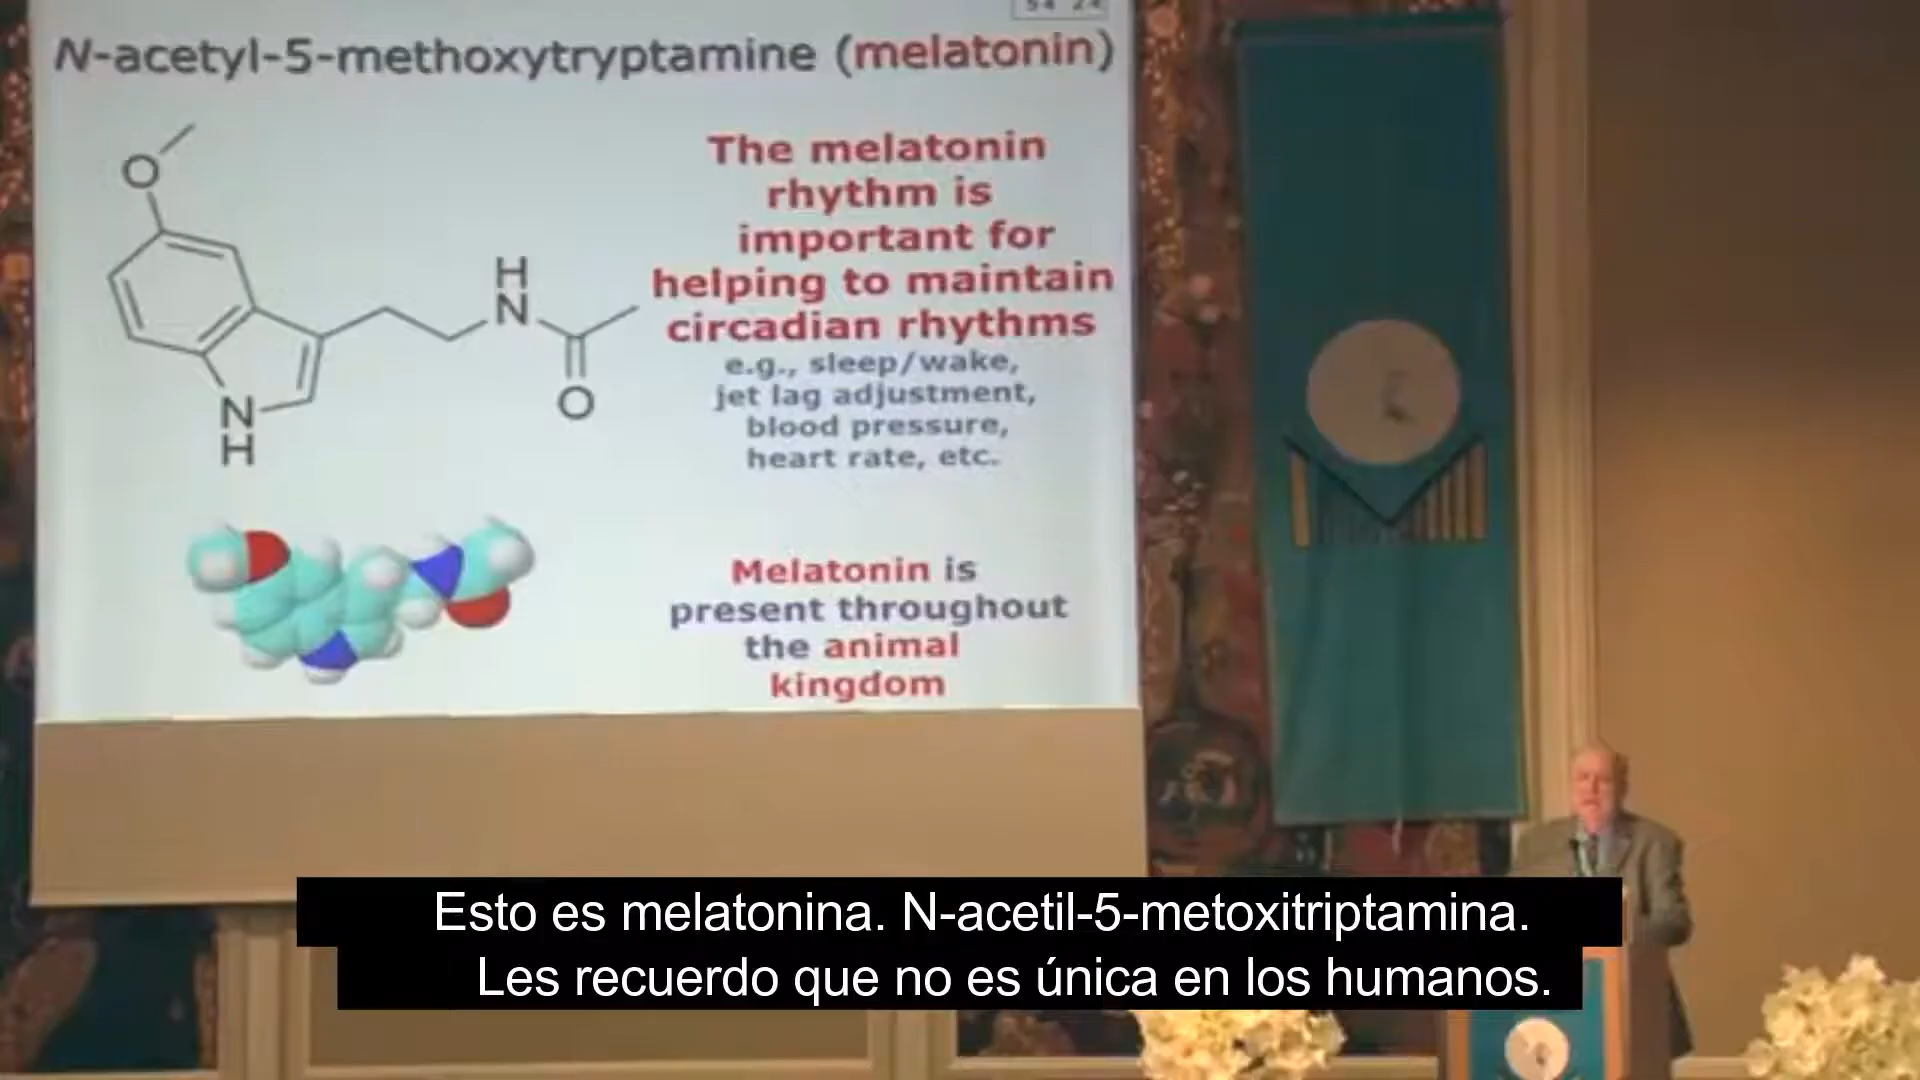 N-acetyl-5-methoxytryptamine (melatonin)
The melatonin
rhythm is
important for
helping to maintain
circadian rhythms
e.g., sleep/wake,
jet lag adjustment,
blood pressure,
heart rate, etc.
O
H
N
O
N
H
Melatonin is
present throughout
the animal
kingdom
Esto es melatonina. N-acetil-5-metoxitriptamina.
Les recuerdo que no es única en los humanos.